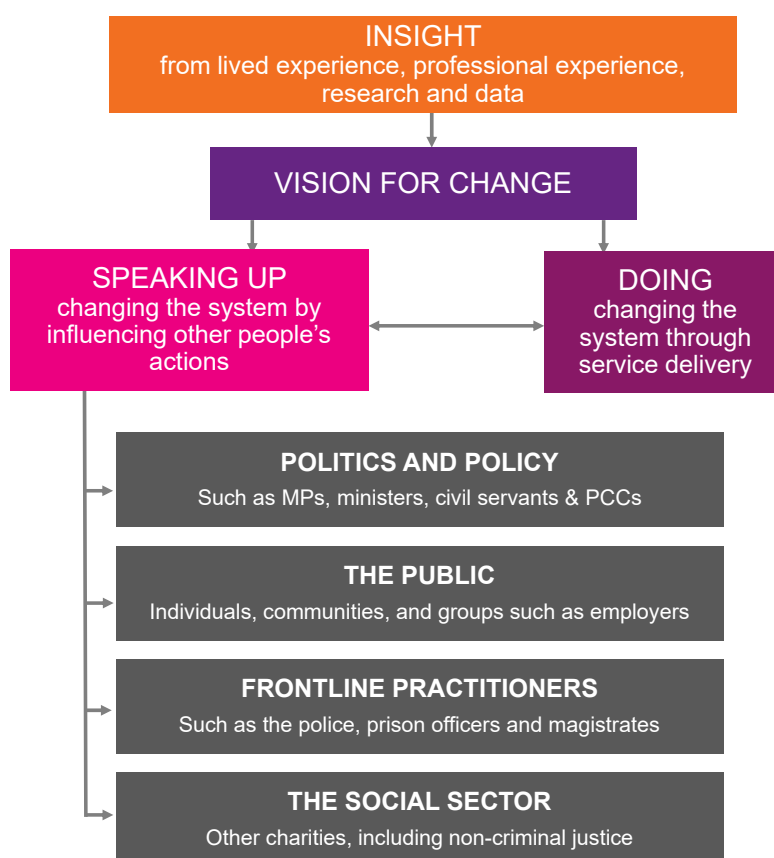 INSIGHT
from lived experience, professional experience,
research and data
VISION FOR CHANGE
SPEAKING UP
changing the system by
influencing other people's
actions
DOING
changing the
system through
service delivery
POLITICS AND POLICY
Such as MPs, ministers, civil servants & PCCs
THE PUBLIC
Individuals, communities, and groups such as employers
FRONTLINE PRACTITIONERS
Such as the police, prison officers and magistrates
THE SOCIAL SECTOR
Other charities, including non-criminal justice